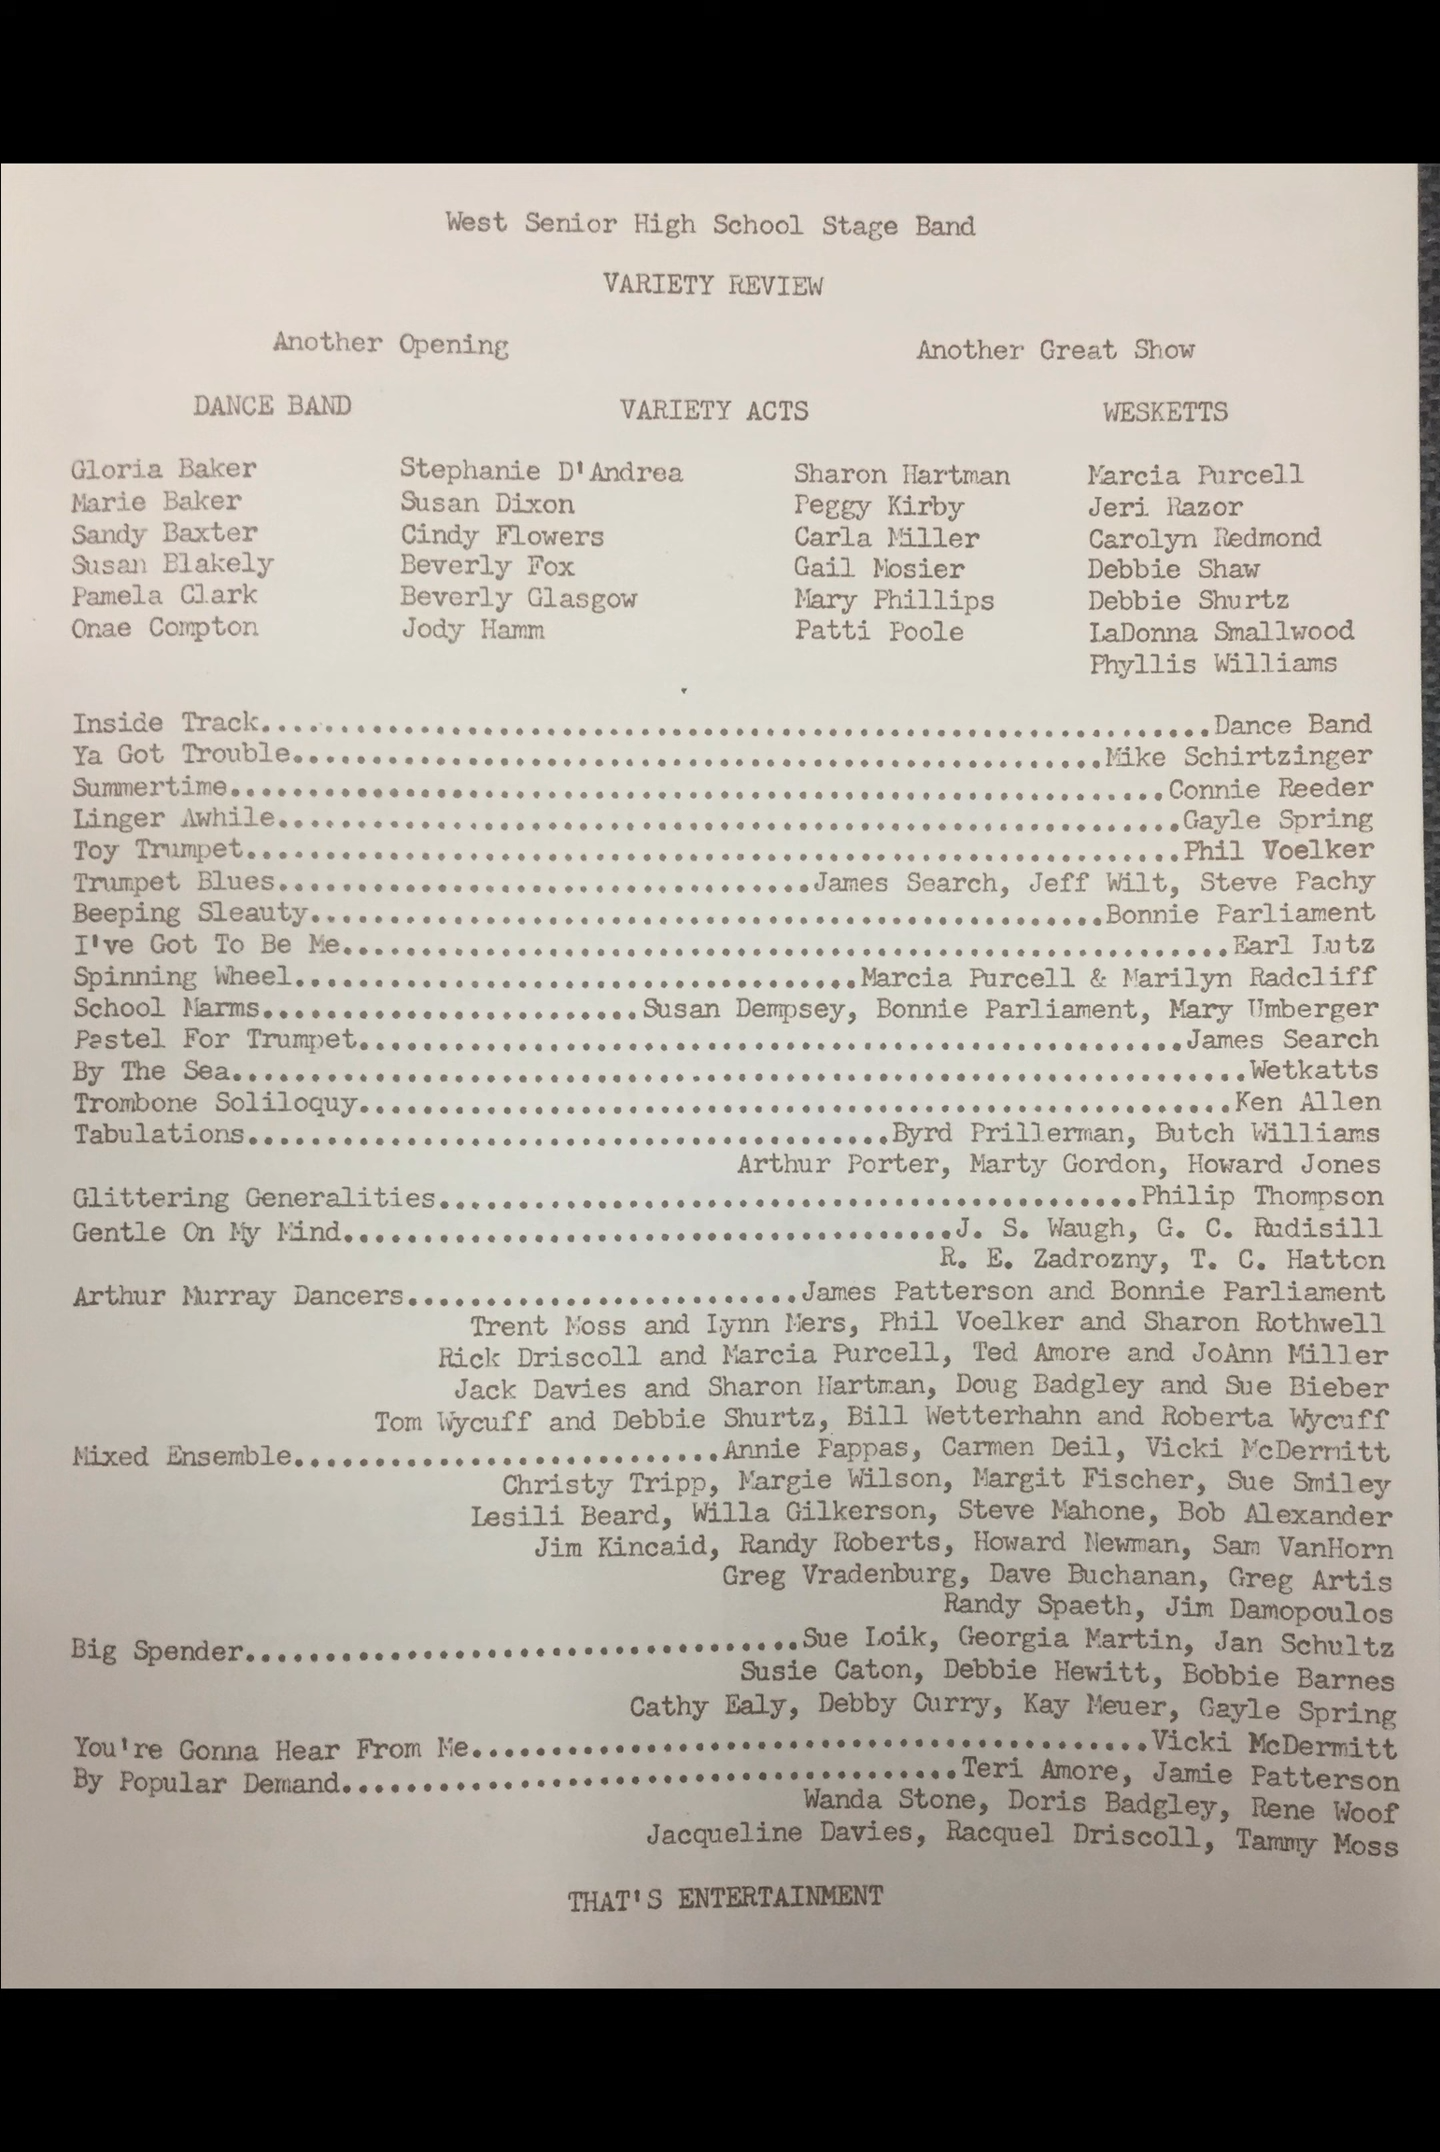 West Senior High School Stage Band
VARIETY REVIEW
Another Opening Another Great Show
DANCE BAND VARIETY ACTS WESKETTS
Gloria Baker Stephanie D'Andrea Sharon Hartman Marcia Purcell
Marie Baker Susan Dixon Peggy Kirby Jeri Razor
Sandy Baxter Cindy Flowers Carla Miller Carolyn Redmond
Susan Blakely Beverly Fox Gail Mosier Debbie Shaw
Pamela Clark Beverly Glasgow Mary Phillips Debbie Shurtz
Onae Compton Jody Hamm Patti Poole LaDonna Smallwood
Phyllis Williams
Inside Track............................................................Dance Band
Ya Got Trouble...................................................Mike Schirtzinger
Summertime...........................................................Connie Reeder
Linger Awhile.........................................................Gayle Spring
Toy Trumpet...........................................................Phil Voelker
Trumpet Blues..................................James Search, Jeff Wilt, Steve Pachy
Beeping Sleauty..................................................Bonnie Parliament
I've Got To Be Me........................................................Earl Lutz
Spinning Wheel....................................Marcia Purcell & Marilyn Radcliff
School Marms........................Susan Dempsey, Bonnie Parliament, Mary Umberger
Pastel For Trumpet....................................................James Search
By The Sea................................................................Wetkatts
Trombone Soliloquy.......................................................Ken Allen
Tabulations.........................................Byrd Prillerman, Butch Williams
Arthur Porter, Marty Gordon, Howard Jones
Glittering Generalities............................................Philip Thompson
Gentle On My Mind.......................................J. S. Waugh, G. C. Rudisill
R. E. Zadrozny, T. C. Hatton
Arthur Murray Dancers.........................James Patterson and Bonnie Parliament
Trent Moss and Lynn Mers, Phil Voelker and Sharon Rothwell
Rick Driscoll and Marcia Purcell, Ted Amore and JoAnn Miller
Jack Davies and Sharon Hartman, Doug Badgley and Sue Bieber
Tom Wycuff and Debbie Shurtz, Bill Wetterhahn and Roberta Wycuff
Mixed Ensemble...........................Annie Pappas, Carmen Deil, Vicki McDermitt
Christy Tripp, Margie Wilson, Margit Fischer, Sue Smiley
Lesili Beard, Willa Gilkerson, Steve Mahone, Bob Alexander
Jim Kincaid, Randy Roberts, Howard Newman, Sam VanHorn
Greg Vradenburg, Dave Buchanan, Greg Artis
Randy Spaeth, Jim Damopoulos
Big Spender...................................Sue Loik, Georgia Martin, Jan Schultz
Susie Caton, Debbie Hewitt, Bobbie Barnes
Cathy Ealy, Debby Curry, Kay Meuer, Gayle Spring
You're Gonna Hear From Me...........................................Vicki McDermitt
By Popular Demand.......................................Teri Amore, Jamie Patterson
Wanda Stone, Doris Badgley, Rene Woof
Jacqueline Davies, Racquel Driscoll, Tammy Moss
THAT'S ENTERTAINMENT